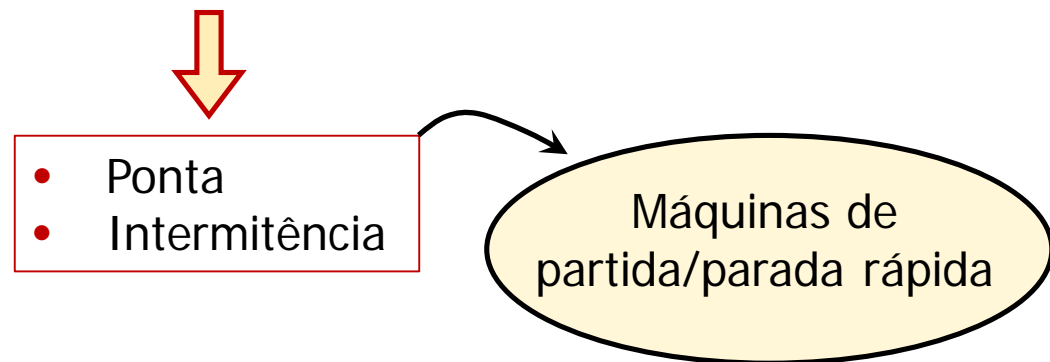 • Ponta
• Intermitência
Máquinas de
partida/parada rápida